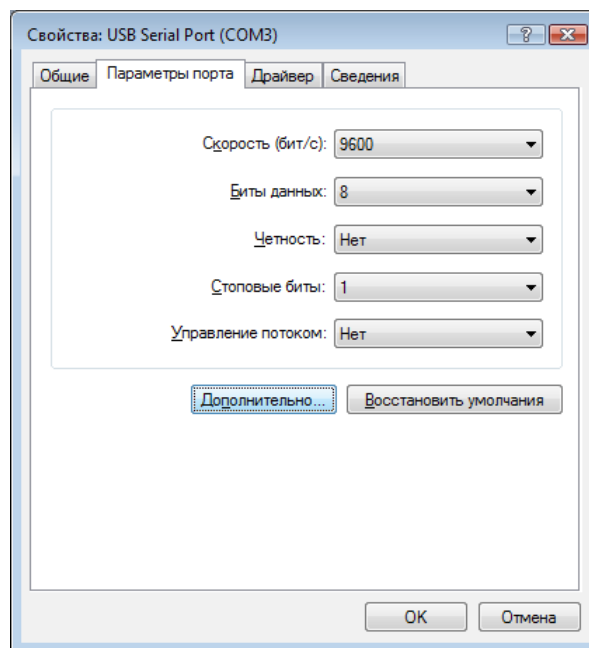 Свойства: USB Serial Port (COM3)
Общие Параметры порта Драйвер Сведения
Скорость (бит/с): 9600
Биты данных: 8
Четность: Нет
Стоповые биты: 1
Управление потоком: Нет
Дополнительно... Восстановить умолчания
OK Отмена